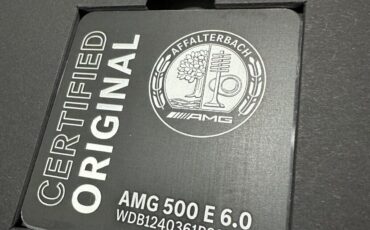 CERTIFIED
ORIGINAL
AFFALTERBACH
AMG
AMG 500 E 6.0